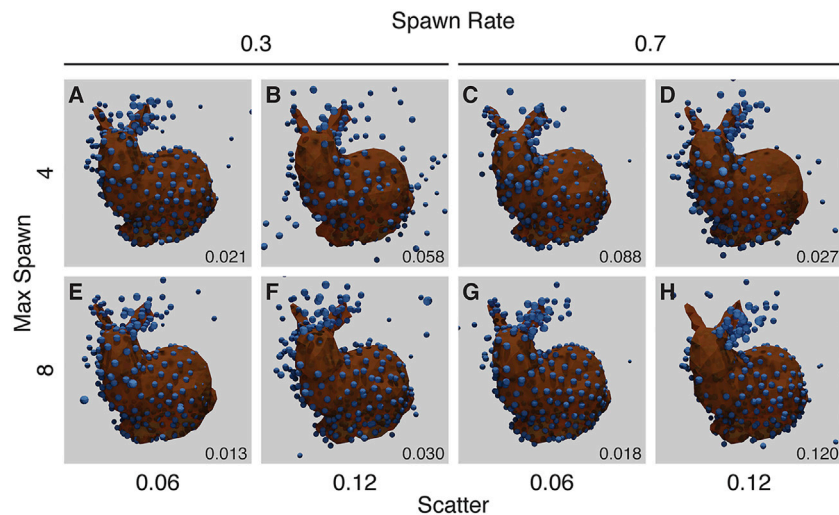 Spawn Rate
0.3 0.7
A B C D
4
0.021 0.058 0.088 0.027
Max Spawn
E F G H
8
0.013 0.030 0.018 0.120
0.06 0.12 0.06 0.12
Scatter